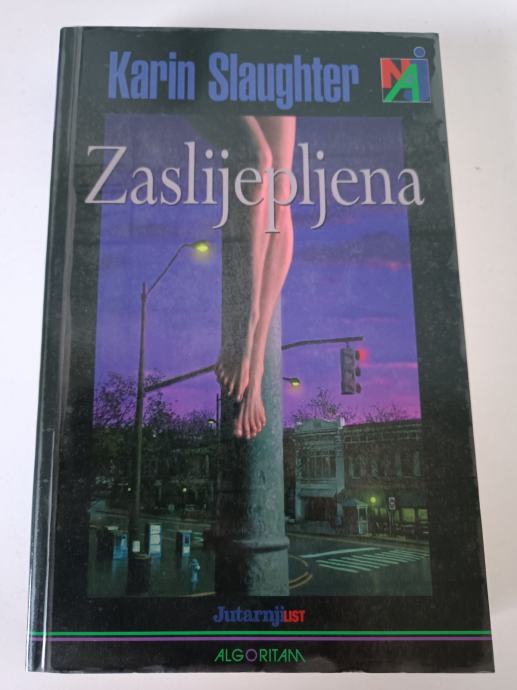 Karin Slaughter
NAJ
Zaslijepljena
Jutarnji LIST
ALGORITAM